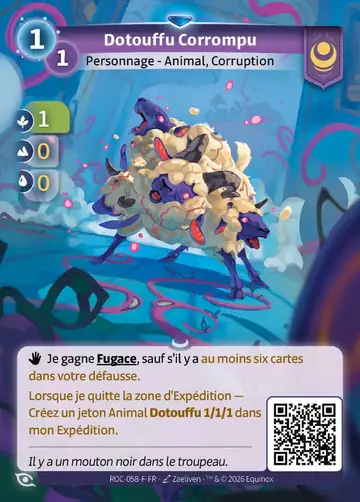 1
1
Dotouffu Corrompu
Personnage - Animal, Corruption
1
0
0
Je gagne Fugace, sauf s'il y a au moins six cartes
dans votre défausse.
Lorsque je quitte la zone d'Expédition —
Créez un jeton Animal Dotouffu 1/1/1 dans
mon Expédition.
Il y a un mouton noir dans le troupeau.
ROC-058-F-FR - Zaeliven - ™ & © 2026 Equinox